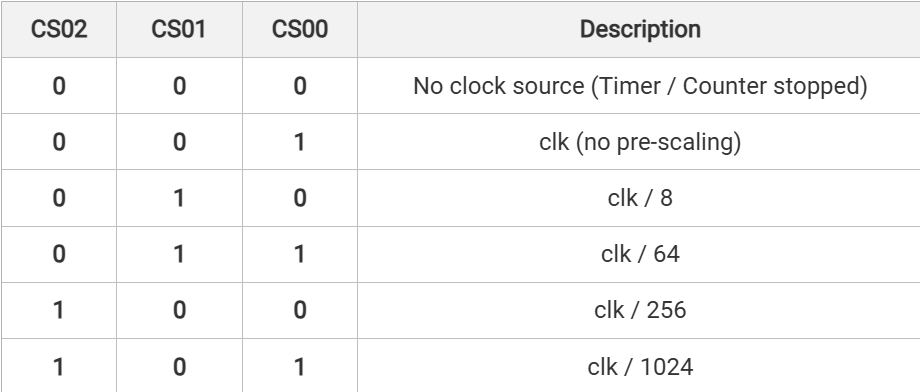 CS02 CS01 CS00 Description
0 0 0 No clock source (Timer / Counter stopped)
0 0 1 clk (no pre-scaling)
0 1 0 clk / 8
0 1 1 clk / 64
1 0 0 clk / 256
1 0 1 clk / 1024